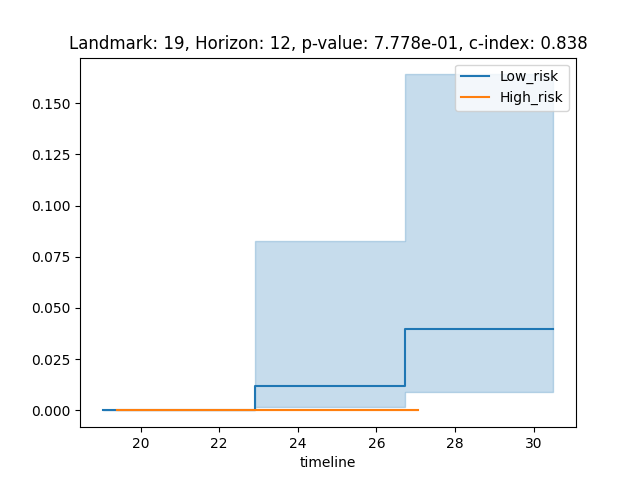 Landmark: 19, Horizon: 12, p-value: 7.778e-01, c-index: 0.838
Low_risk
High_risk
0.150
0.125
0.100
0.075
0.050
0.025
0.000
20 22 24 26 28 30
timeline